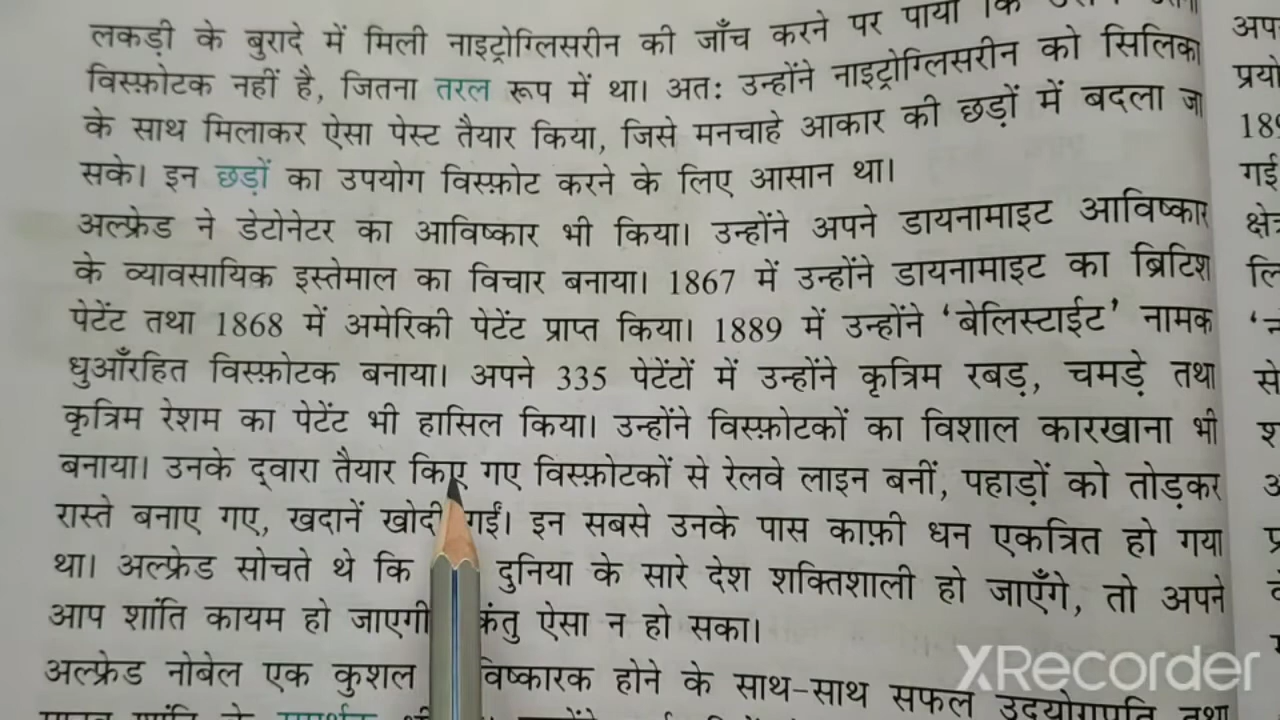 लकड़ी के बुरादे में मिली नाइट्रोग्लिसरीन की जाँच करने पर पाया कि
विस्फ़ोटक नहीं है, जितना तरल रूप में था। अतः उन्होंने नाइट्रोग्लिसरीन को सिलिका
के साथ मिलाकर ऐसा पेस्ट तैयार किया, जिसे मनचाहे आकार की छड़ों में बदला जा
सके। इन छड़ों का उपयोग विस्फ़ोट करने के लिए आसान था।
अल्फ्रेड ने डेटोनेटर का आविष्कार भी किया। उन्होंने अपने डायनामाइट आविष्कार
के व्यावसायिक इस्तेमाल का विचार बनाया। 1867 में उन्होंने डायनामाइट का ब्रिटिश
पेटेंट तथा 1868 में अमेरिकी पेटेंट प्राप्त किया। 1889 में उन्होंने ‘बेलिस्टाईट’ नामक
धुआँरहित विस्फ़ोटक बनाया। अपने 335 पेटेंटों में उन्होंने कृत्रिम रबड़, चमड़े तथा
कृत्रिम रेशम का पेटेंट भी हासिल किया। उन्होंने विस्फ़ोटकों का विशाल कारखाना भी
बनाया। उनके द्वारा तैयार किए गए विस्फ़ोटकों से रेलवे लाइन बनीं, पहाड़ों को तोड़कर
रास्ते बनाए गए, खदानें खोदी गईं। इन सबसे उनके पास काफ़ी धन एकत्रित हो गया
था। अल्फ्रेड सोचते थे कि दुनिया के सारे देश शक्तिशाली हो जाएँगे, तो अपने
आप शांति कायम हो जाएगी ऐसा न हो सका।
अल्फ्रेड नोबेल एक कुशल होने के साथ-साथ सफल उद्योगपति तथा
गई
XRecorder